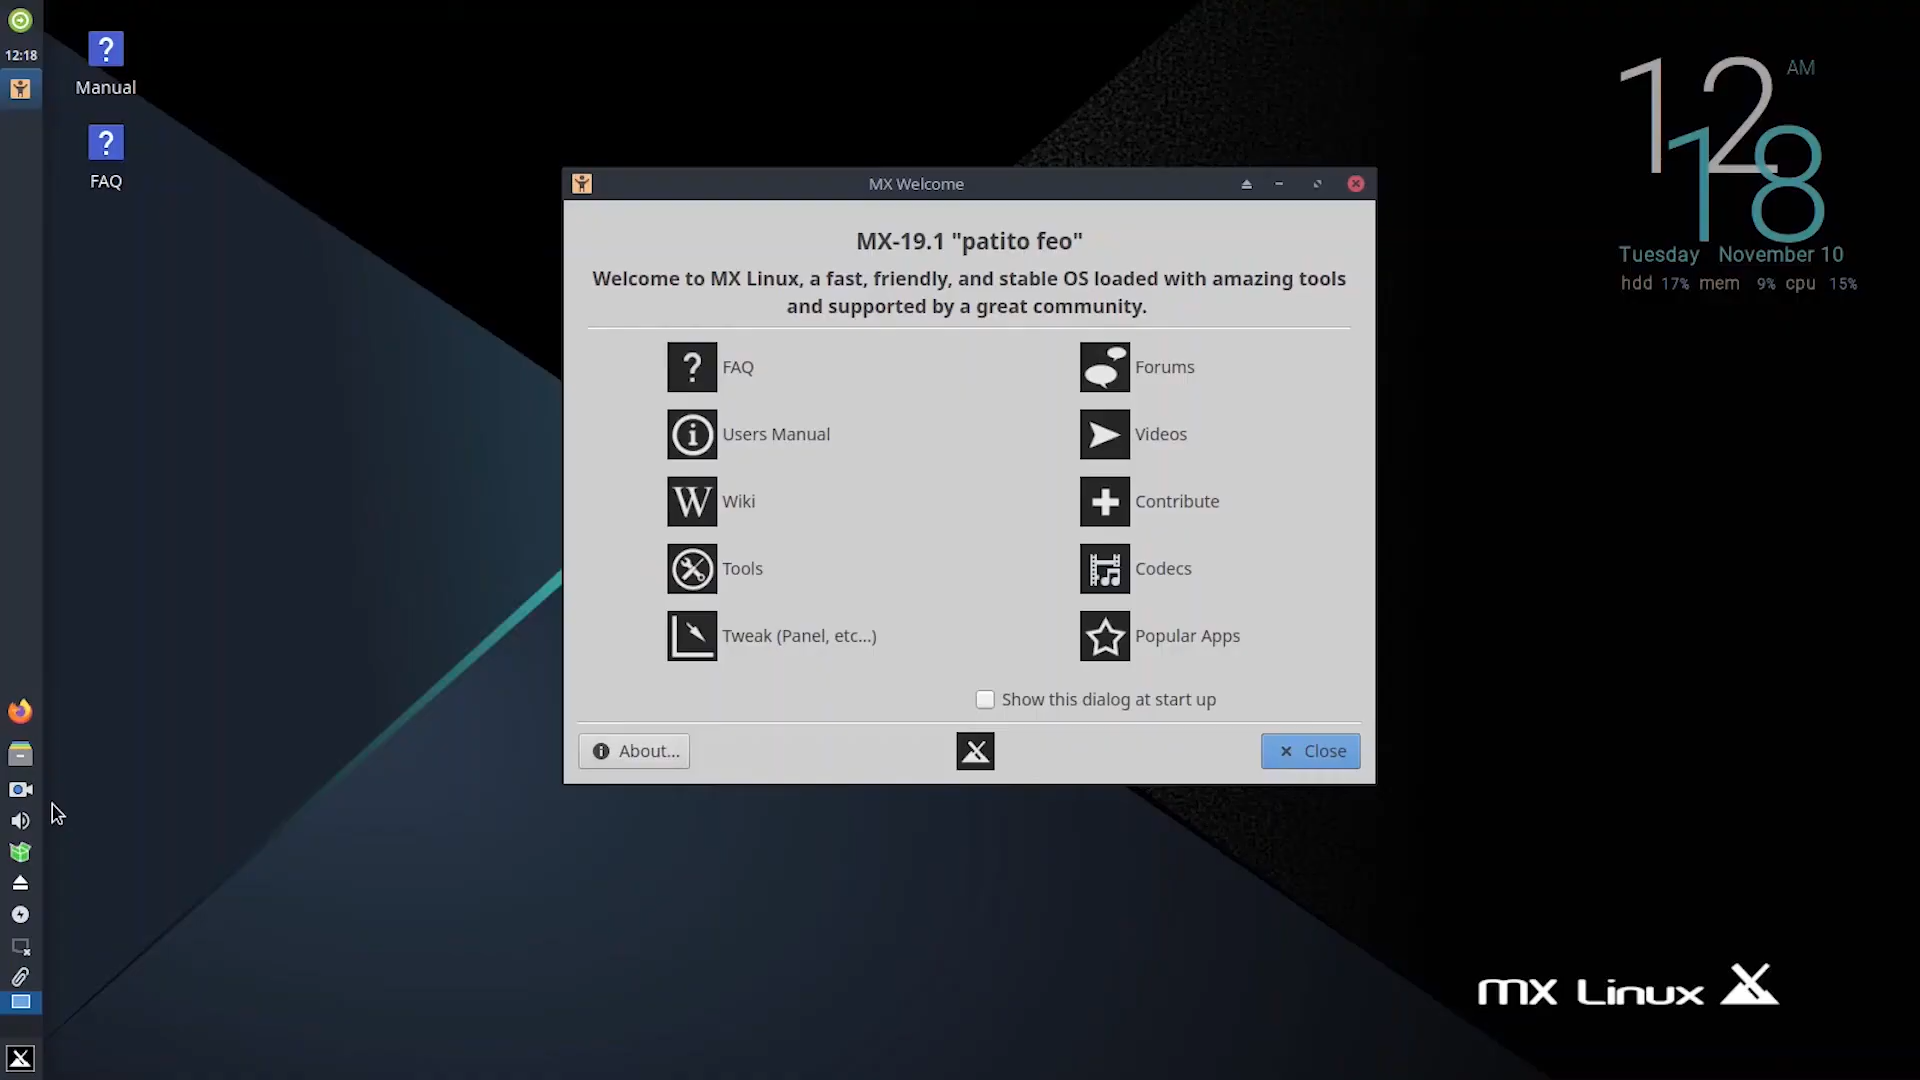 12:18
Manual
FAQ
12 AM
18
Tuesday November 10
hdd 17% mem 9% cpu 15%
MX Welcome
MX-19.1 "patito feo"
Welcome to MX Linux, a fast, friendly, and stable OS loaded with amazing tools
and supported by a great community.
FAQ
Forums
Users Manual
Videos
Wiki
Contribute
Tools
Codecs
Tweak (Panel, etc...)
Popular Apps
Show this dialog at start up
About...
Close
MX Linux